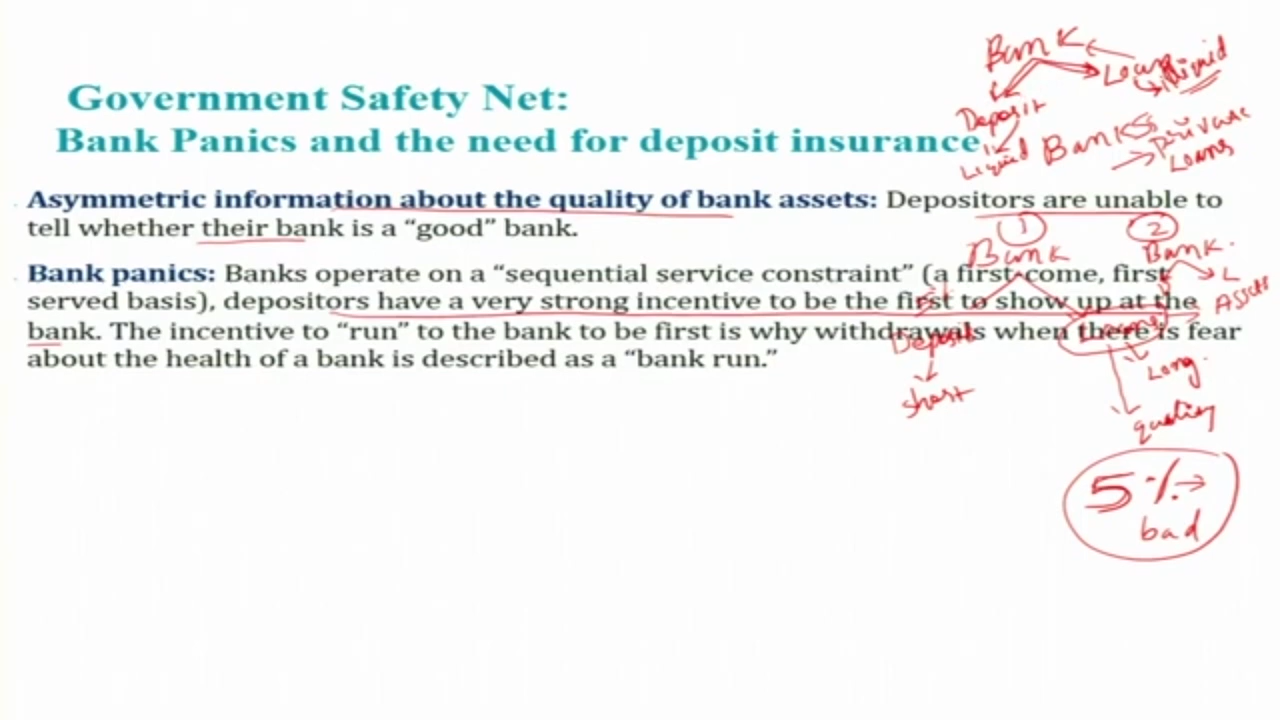 Government Safety Net:
Bank Panics and the need for deposit insurance
Asymmetric information about the quality of bank assets: Depositors are unable to
tell whether their bank is a “good” bank.
Bank panics: Banks operate on a “sequential service constraint” (a first-come, first
served basis), depositors have a very strong incentive to be the first to show up at the
bank. The incentive to “run” to the bank to be first is why withdrawals when there is fear
about the health of a bank is described as a “bank run.”
Bank
Deposit
Liquid
Banks
Private
Loans
1
Bank
Deposit
short
Long
quality
2
Bank.
L
Assets
5%
bad